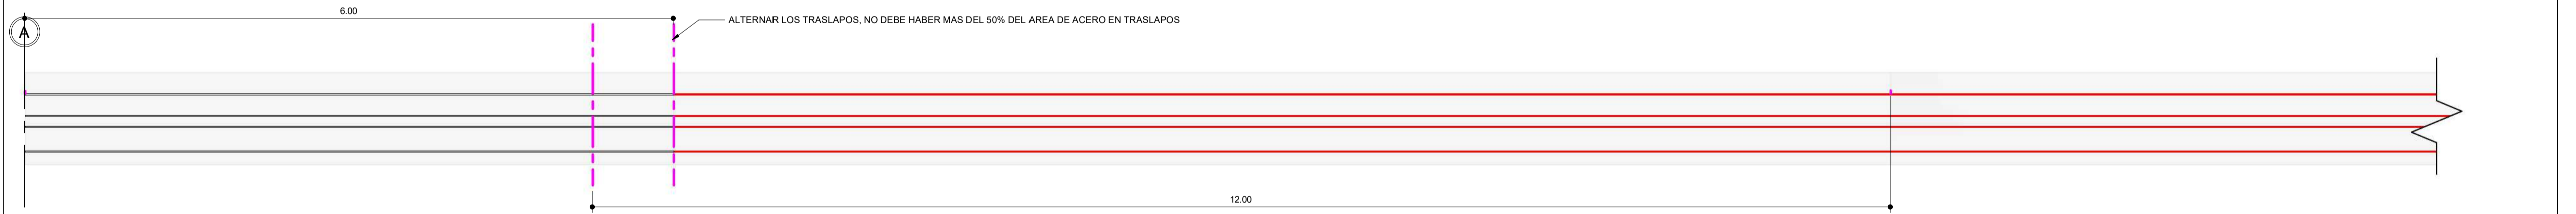 6.00
ALTERNAR LOS TRASLAPOS, NO DEBE HABER MAS DEL 50% DEL AREA DE ACERO EN TRASLAPOS
A
12.00